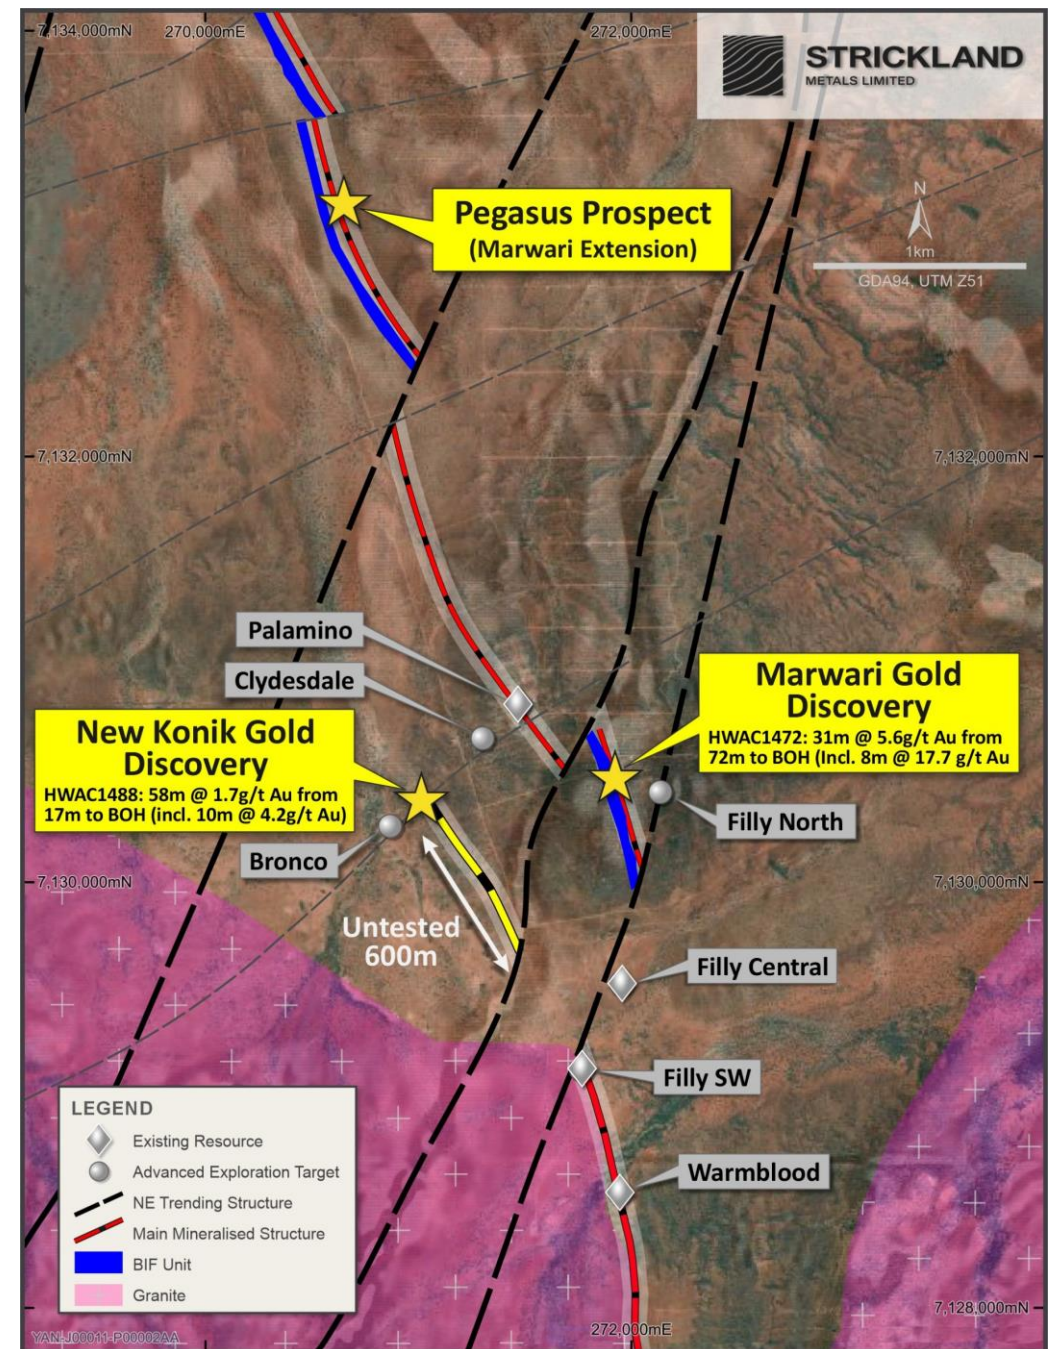 7,134,000mN
270,000mE
272,000mE
STRICKLAND
METALS LIMITED
Pegasus Prospect
(Marwari Extension)
N
1km
GDA94, UTM Z51
7,132,000mN
7,132,000mN
Palamino
Clydesdale
Marwari Gold
Discovery
HWAC1472: 31m @ 5.6g/t Au from
72m to BOH (Incl. 8m @ 17.7 g/t Au
New Konik Gold
Discovery
HWAC1488: 58m @ 1.7g/t Au from
17m to BOH (incl. 10m @ 4.2g/t Au)
Filly North
Bronco
7,130,000mN
7,130,000mN
Untested
600m
Filly Central
Filly SW
Warmblood
LEGEND
Existing Resource
Advanced Exploration Target
NE Trending Structure
Main Mineralised Structure
BIF Unit
Granite
7,128,000mN
272,000mE
YAN-J00011-P00002AA